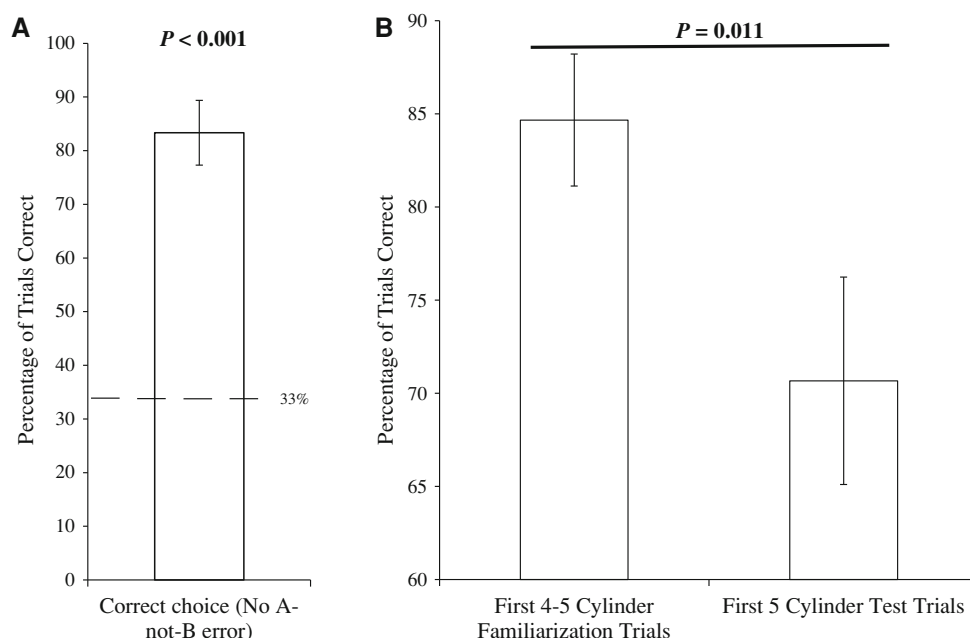 A
P < 0.001
Percentage of Trials Correct
100
90
80
70
60
50
40
30
20
10
0
33%
Correct choice (No A-
not-B error)
B
P = 0.011
Percentage of Trials Correct
90
85
80
75
70
65
60
First 4-5 Cylinder
Familiarization Trials
First 5 Cylinder Test Trials